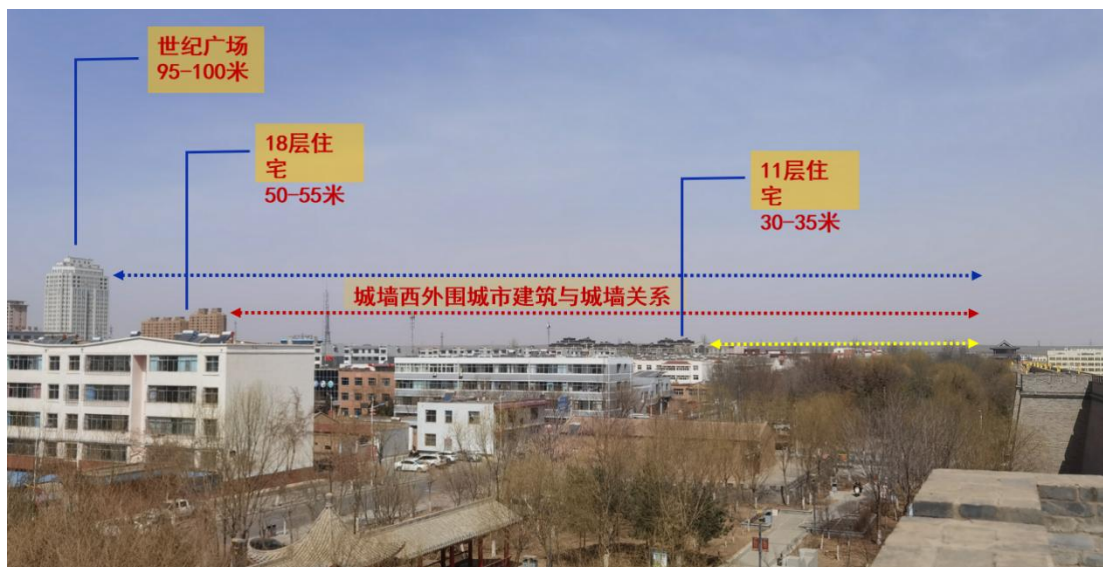 世纪广场
95-100米
18层住
宅
50-55米
11层住
宅
30-35米
城墙西外围城市建筑与城墙关系